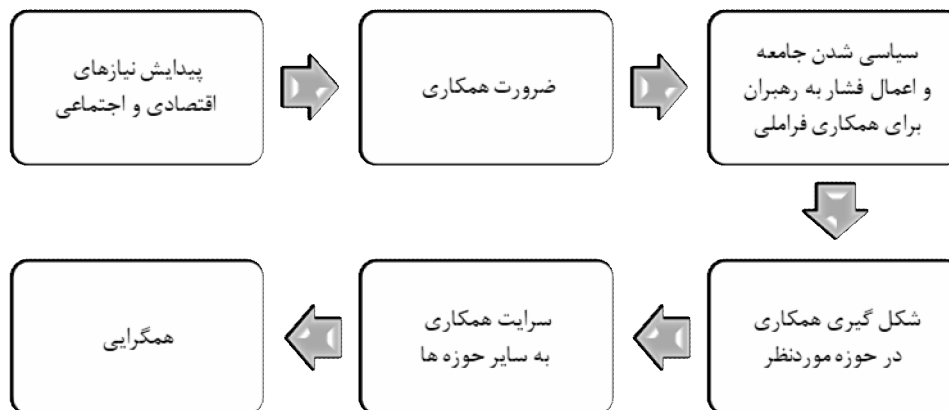 پیدایش نیازهای
اقتصادی و اجتماعی
ضرورت همکاری
سیاسی شدن جامعه
و اعمال فشار به رهبران
برای همکاری فراملی
شکل گیری همکاری
در حوزه موردنظر
سرایت همکاری
به سایر حوزه ها
همگرایی